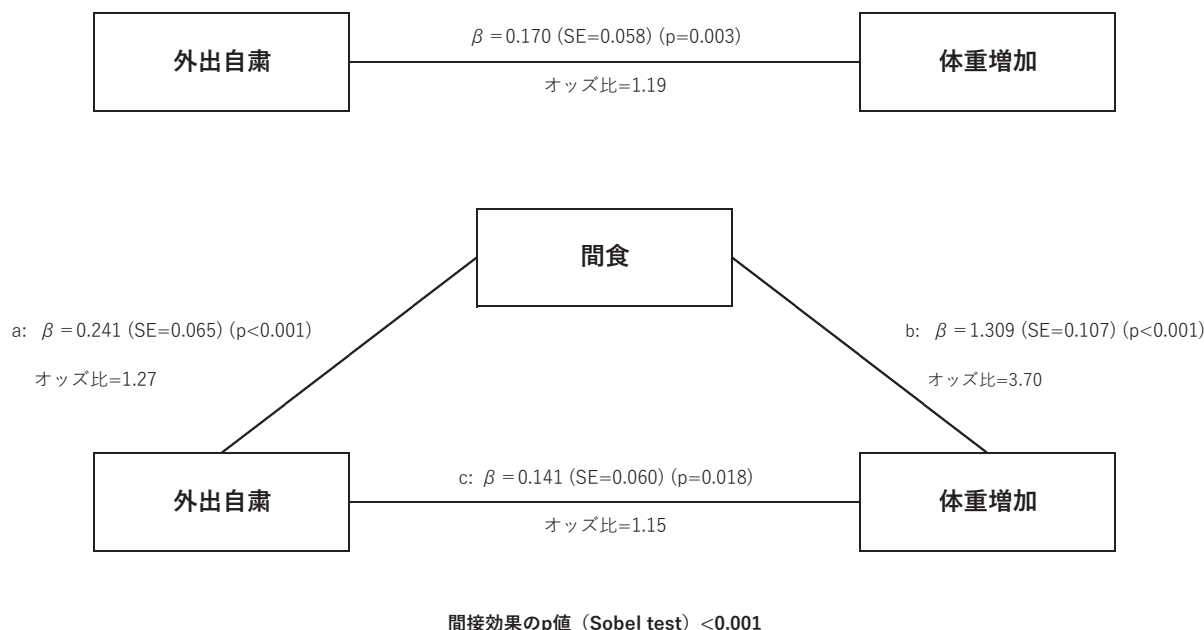 β＝0.170 (SE=0.058) (p=0.003)
外出自粛
体重増加
オッズ比=1.19
間食
a: β＝0.241 (SE=0.065) (p<0.001)
オッズ比=1.27
b: β＝1.309 (SE=0.107) (p<0.001)
オッズ比=3.70
外出自粛
c: β＝0.141 (SE=0.060) (p=0.018)
体重増加
オッズ比=1.15
間接効果のp値（Sobel test）<0.001